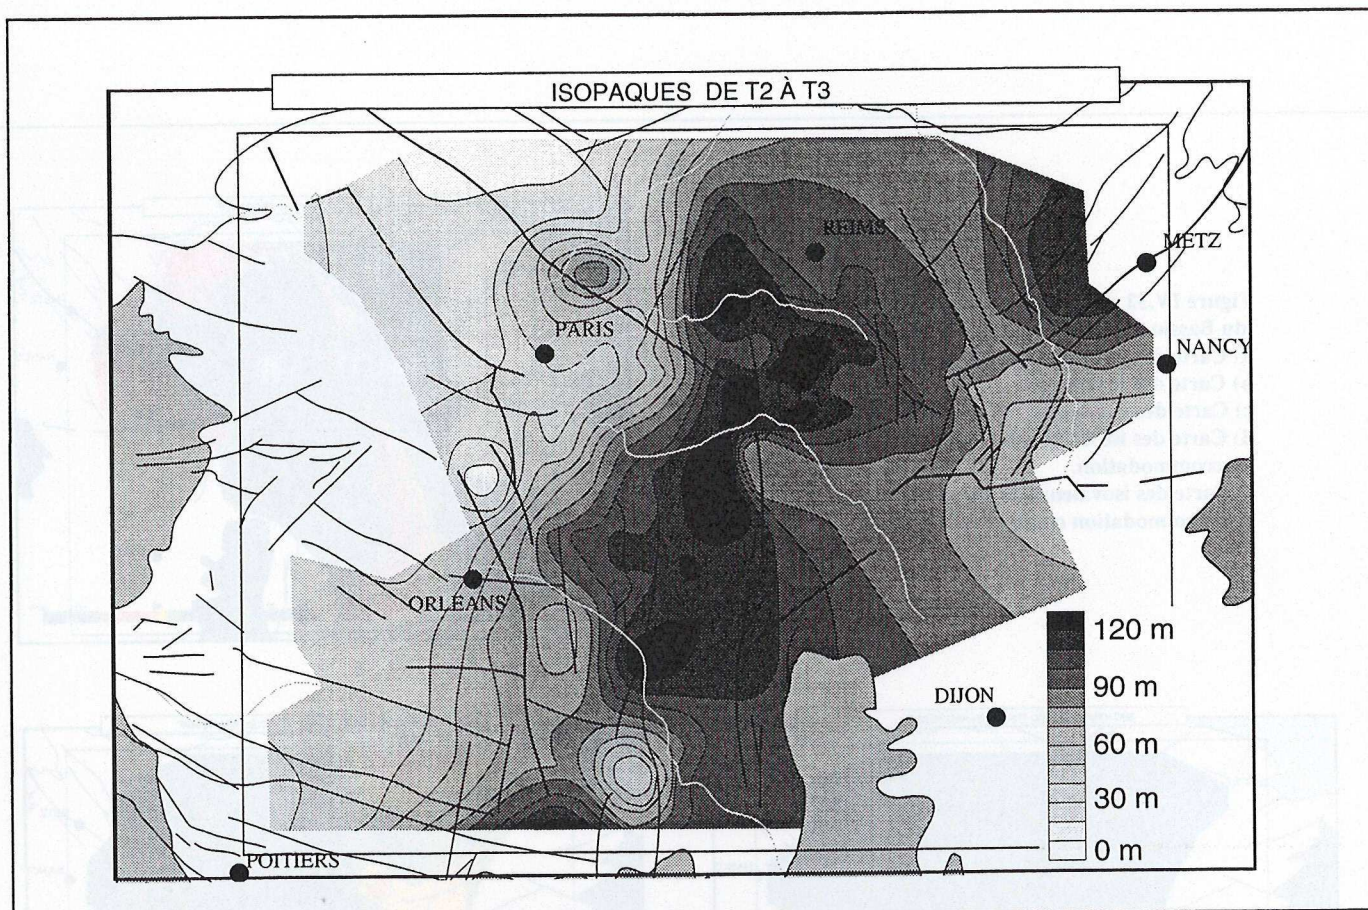 ISOPAQUES DE T2 À T3
REIMS
METZ
PARIS
NANCY
ORLEANS
DIJON
POITIERS
120 m
90 m
60 m
30 m
0 m